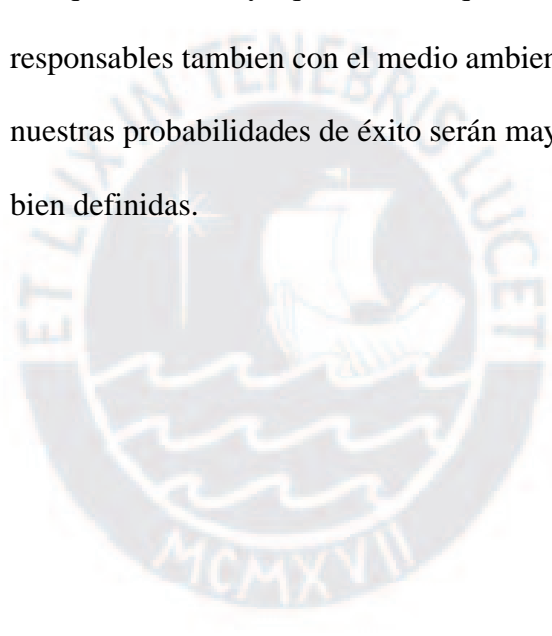 responsables tambien con el medio ambien
nuestras probabilidades de éxito serán may
bien definidas.
ET LUX IN TENEBRIS LUCET
MCMXVII